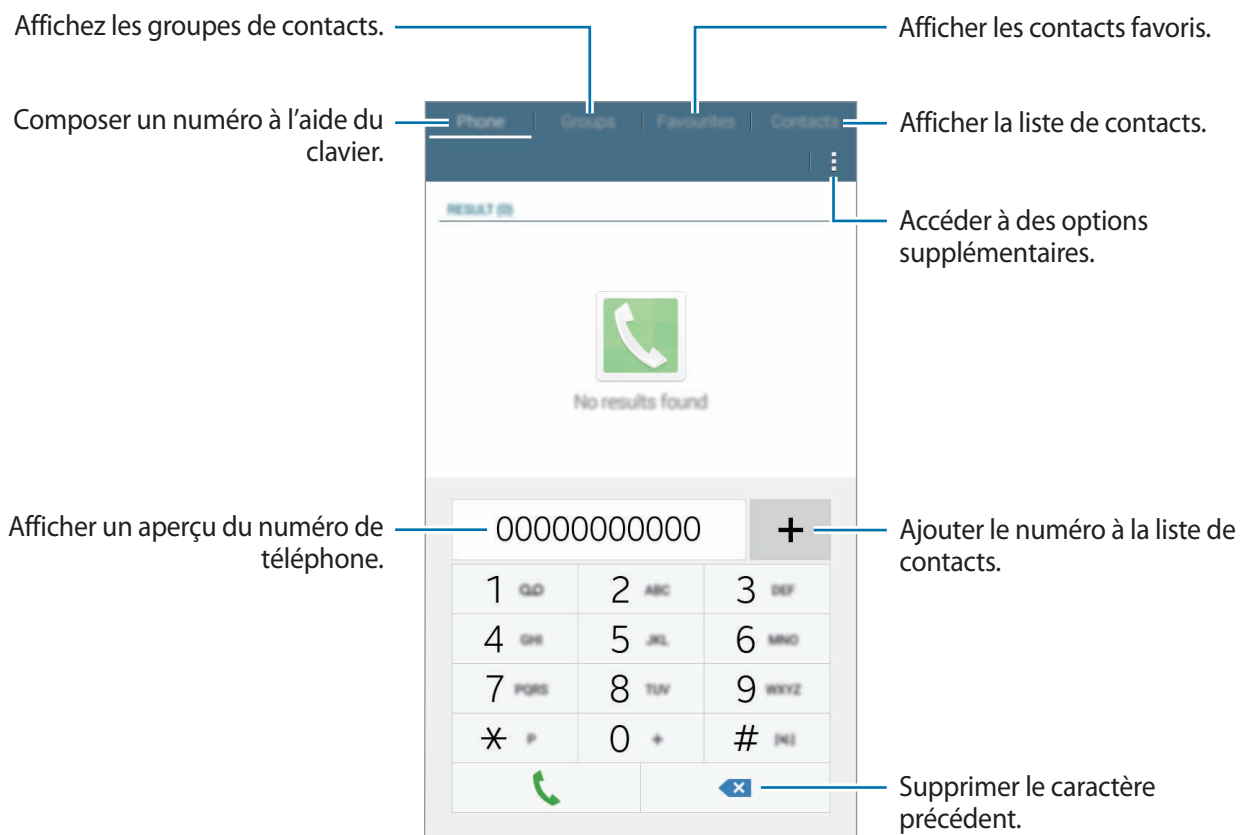 Affichez les groupes de contacts.
Afficher les contacts favoris.
Composer un numéro à l’aide du
clavier.
Phone
Groups
Favourites
Contacts
Afficher la liste de contacts.
RESULT (0)
Accéder à des options
supplémentaires.
No results found
Afficher un aperçu du numéro de
téléphone.
00000000000
+
Ajouter le numéro à la liste de
contacts.
1
2 ABC
3 DEF
4 GHI
5 JKL
6 MNO
7 PQRS
8 TUV
9 WXYZ
* P
0 +
#
Supprimer le caractère
précédent.